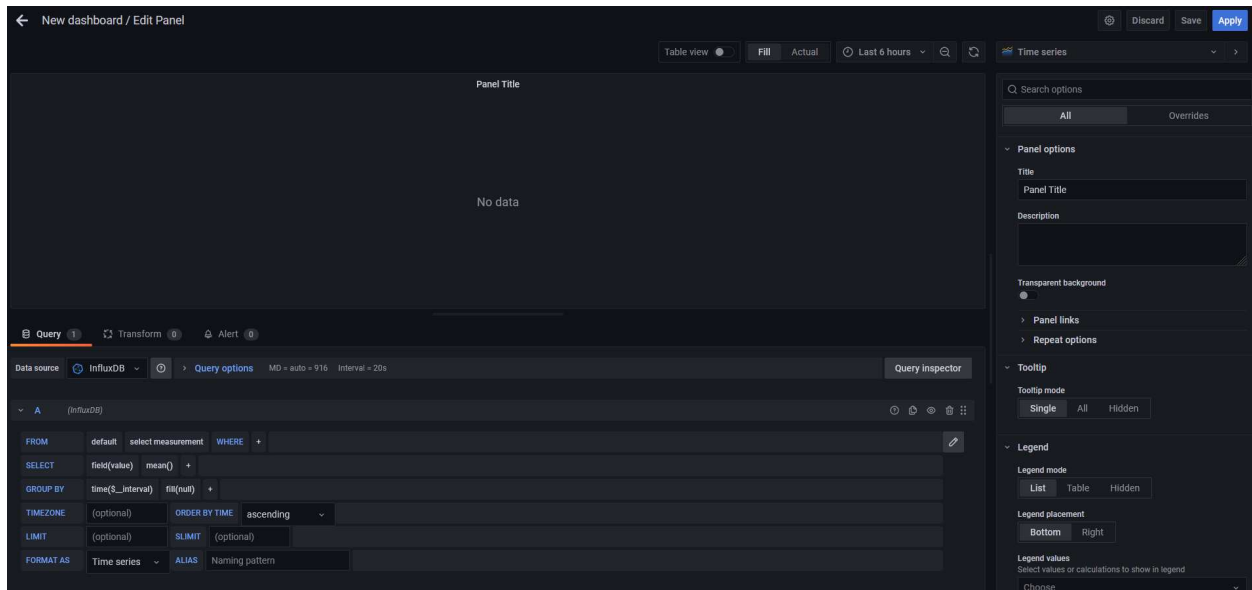 New dashboard / Edit Panel
Discard Save Apply
Table view Fill Actual Last 6 hours
Time series
Panel Title
No data
Search options
All Overrides
Panel options
Title
Panel Title
Description
Transparent background
Panel links
Repeat options
Tooltip
Tooltip mode
Single All Hidden
Legend
Legend mode
List Table Hidden
Legend placement
Bottom Right
Legend values
Select values or calculations to show in legend
Choose
Query 1 Transform 0 Alert 0
Data source InfluxDB Query options MD = auto = 916 Interval = 20s Query inspector
A (InfluxDB)
FROM default select measurement WHERE +
SELECT field(value) mean() +
GROUP BY time($__interval) fill(null) +
TIMEZONE (optional) ORDER BY TIME ascending
LIMIT (optional) SLIMIT (optional)
FORMAT AS Time series ALIAS Naming pattern